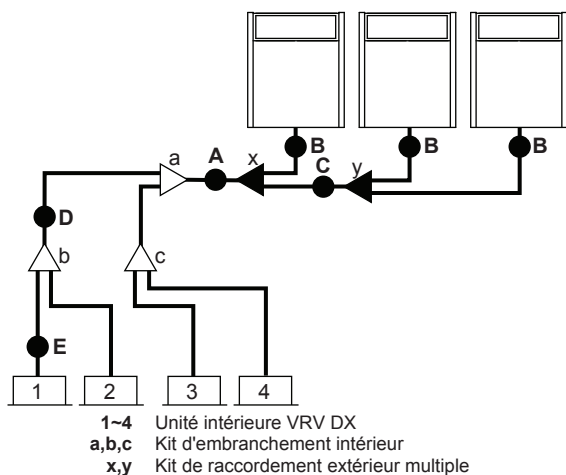 B B B
a A x C y
D
b c
E
1 2 3 4
1~4 Unité intérieure VRV DX
a,b,c Kit d'embranchement intérieur
x,y Kit de raccordement extérieur multiple